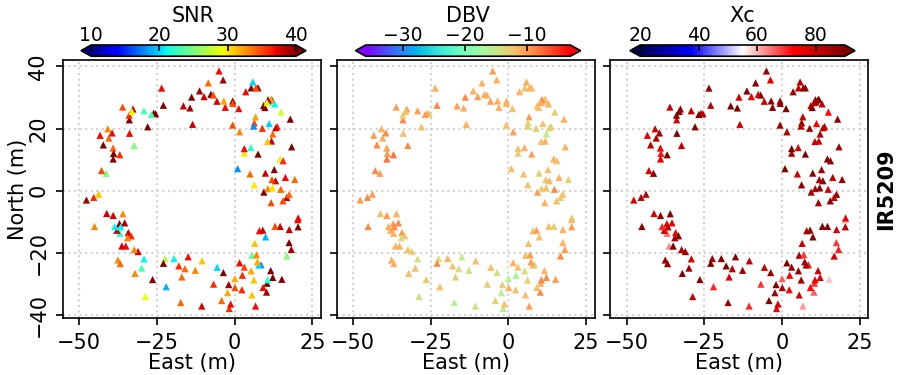 SNR DBV Xc
10 20 30 40 −30 −20 −10 20 40 60 80
40
20
0
−20
−40
North (m)
IR5209
−50 −25 0 25 −50 −25 0 25 −50 −25 0 25
East (m) East (m) East (m)